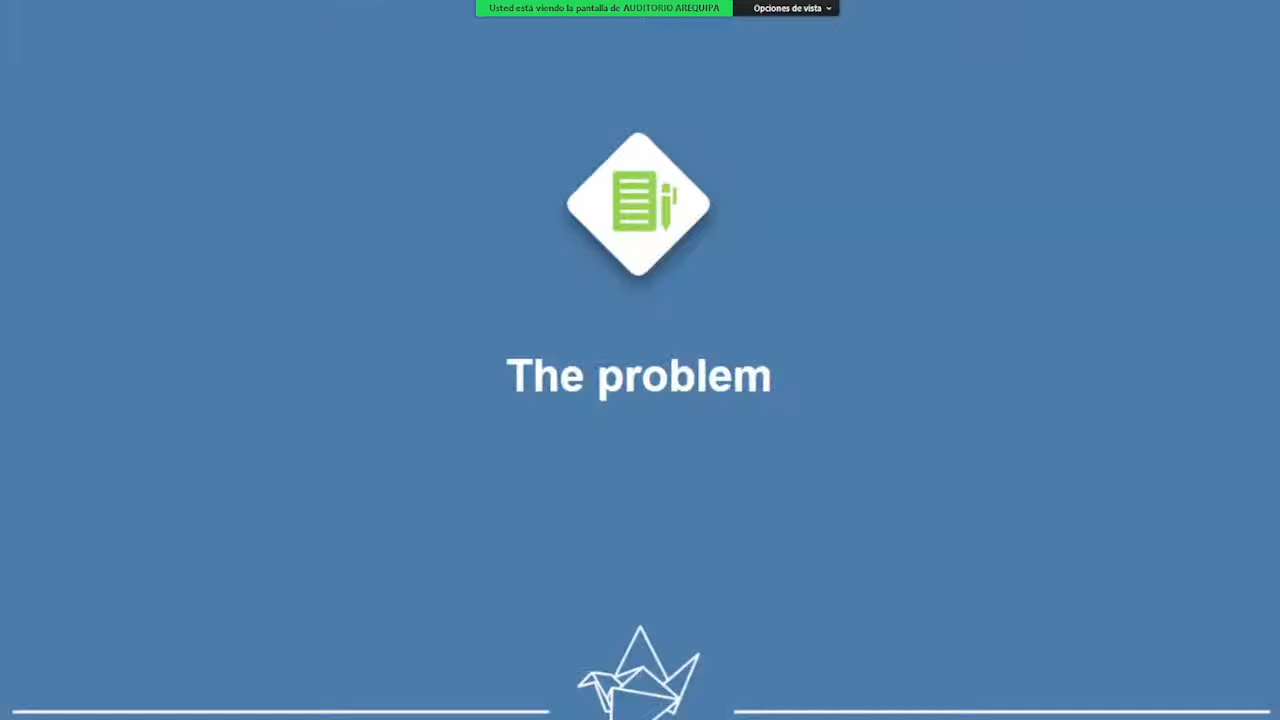 Usted está viendo la pantalla de AUDITORIO AREQUIPA
Opciones de vista
The problem